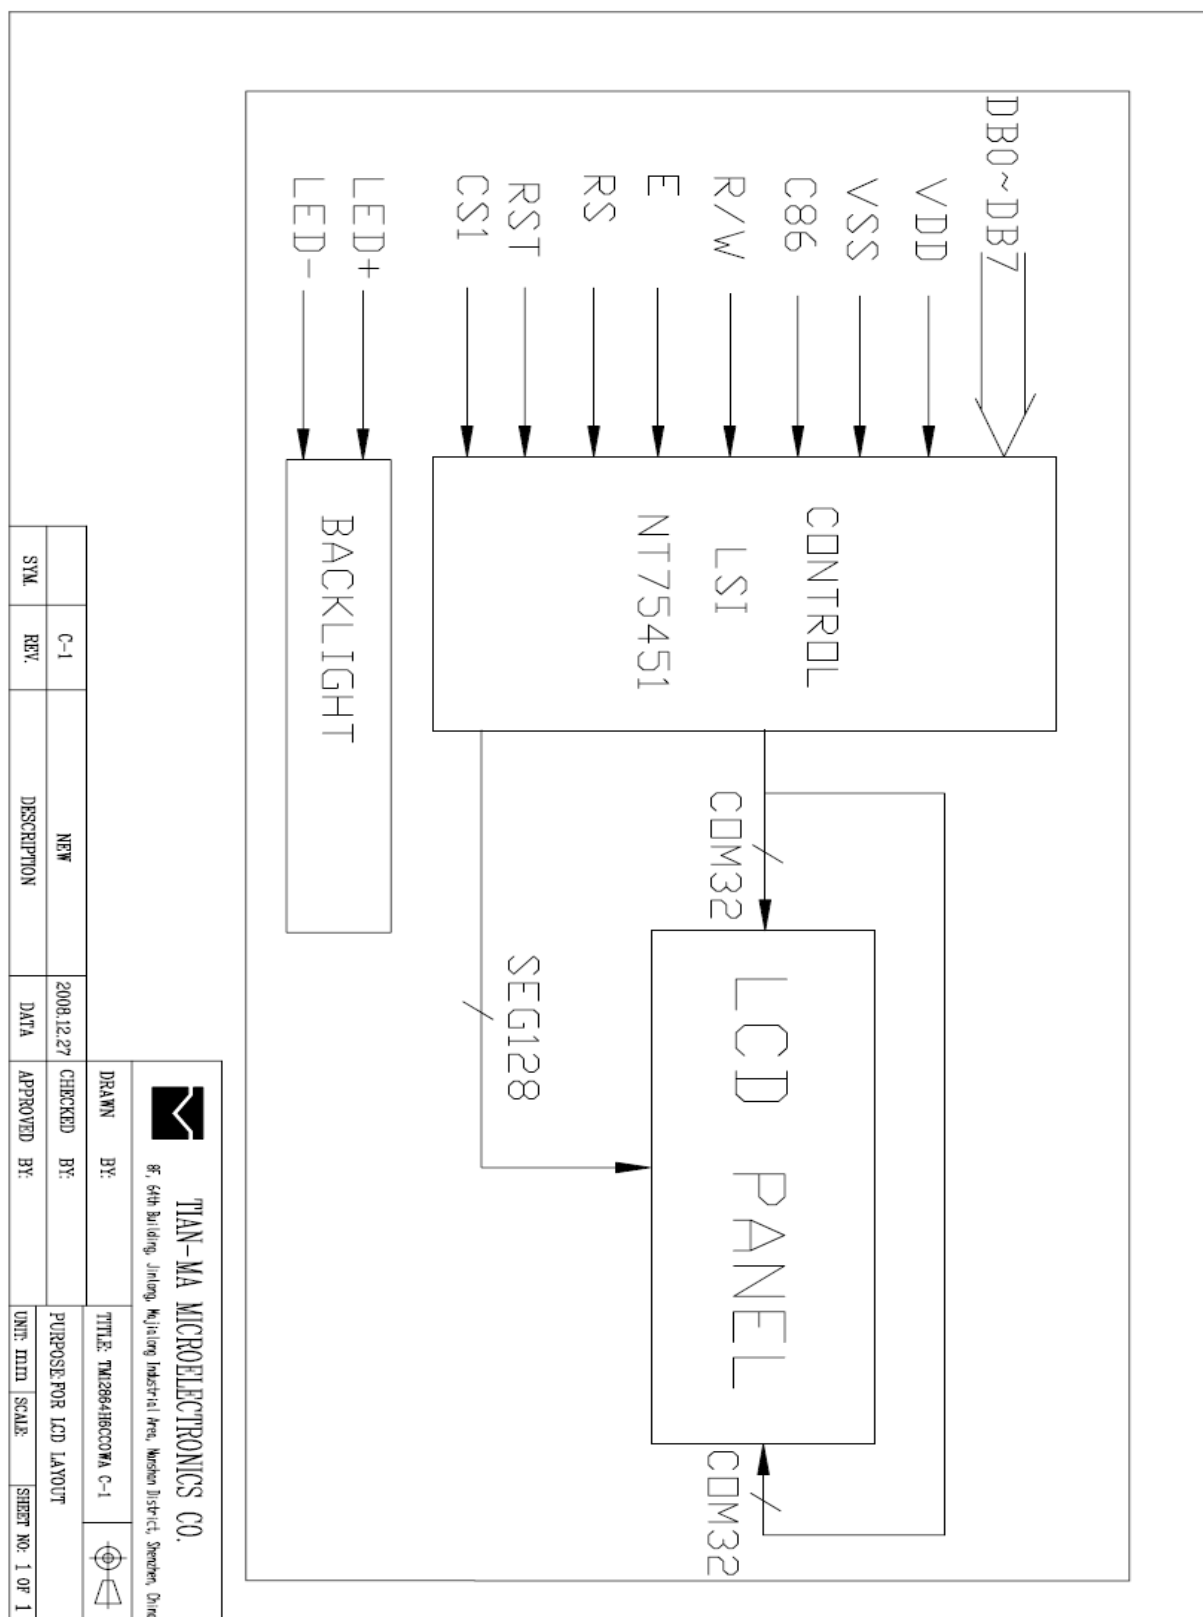 DB0~DB7
VDD
VSS
C86
R/W
E
RS
RST
CS1
LED+
LED-
CONTROL
LSI
NT75451
BACKLIGHT
COM32
SEG128
LCD PANEL
COM32
TIAN-MA MICROELECTRONICS CO.
8F, 64th Building, Jinlong, Majialong Industrial Area, Nanshan District, Shenzhen, China
DRAWN BY:
TITLE: TM12864H6CCOWA C-1
C-1 NEW 2008.12.27 CHECKED BY:
PURPOSE:FOR LCD LAYOUT
SYM. REV. DESCRIPTION DATA APPROVED BY:
UNIT: mm SCALE: SHEET NO: 1 OF 1